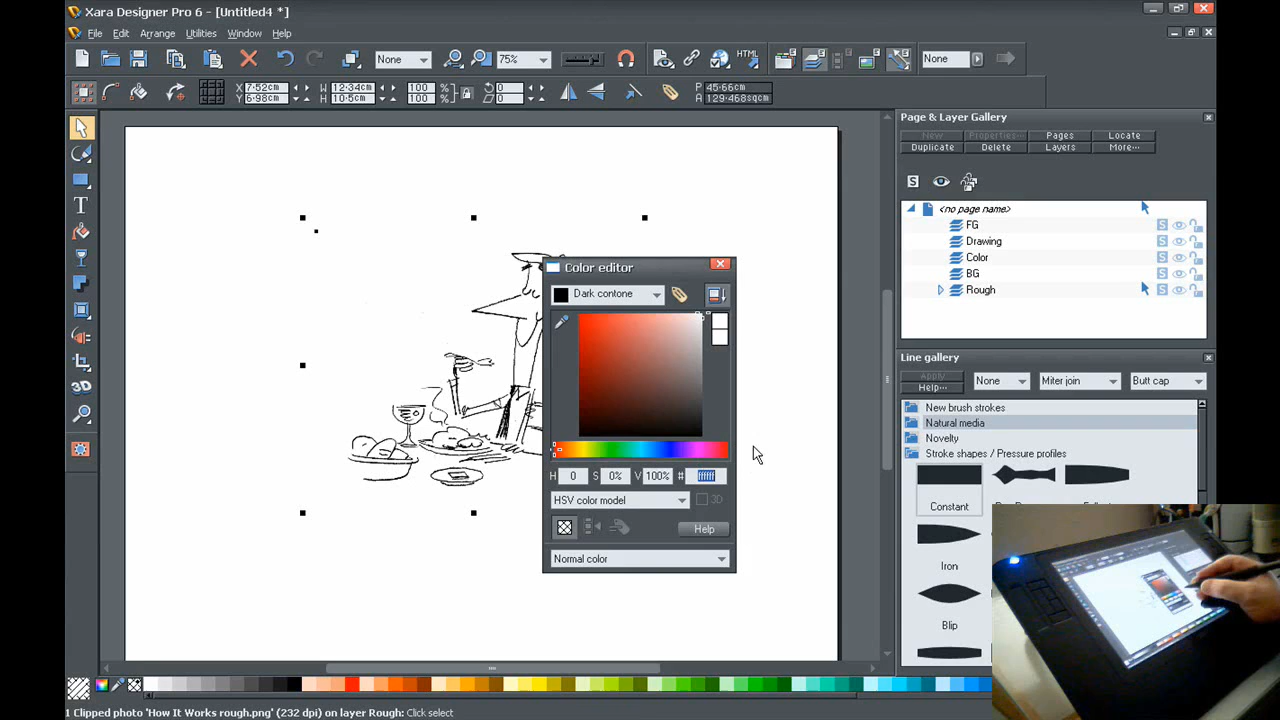 Xara Designer Pro 6 - [Untitled4 *]
File Edit Arrange Utilities Window Help
None 75% HTML None
X 7.52cm W 12.34cm 100 % 0 P 45.66cm
Y 6.98cm H 10.5cm 100 % 0 A 129.468sqcm
Page & Layer Gallery
New Properties... Pages Locate
Duplicate Delete Layers More...
<no page name>
FG
Drawing
Color
BG
Rough
Color editor
Dark contone
H 0 S 0% V 100% # ffffff
HSV color model 3D
Help
Normal color
Line gallery
Apply
Help... None Miter join Butt cap
New brush strokes
Natural media
Novelty
Stroke shapes / Pressure profiles
Constant
Iron
Blip
T
3D
1 Clipped photo 'How It Works rough.png' (232 dpi) on layer Rough: Click select